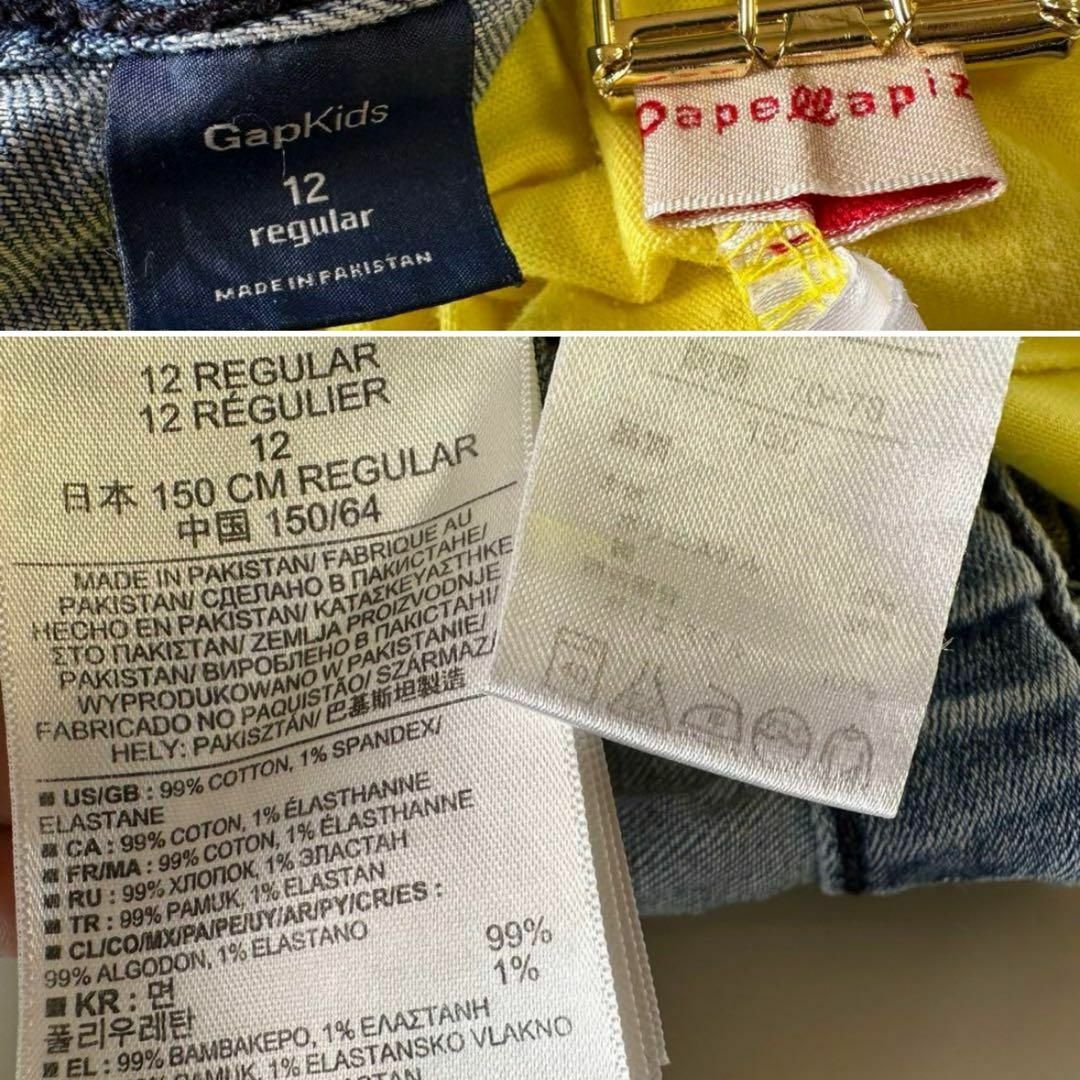 GapKids
12
regular
MADE IN PAKISTAN
papellapiz
12 REGULAR
12 RÉGULIER
12
日本 150 CM REGULAR
中国 150/64
MADE IN PAKISTAN/ FABRIQUE AU
PAKISTAN/ СДЕЛАНО В ПАКИСТАНЕ/
HECHO EN PAKISTAN/ ΚΑΤΑΣΚΕΥΑΣΤΗΚΕ
ΣΤΟ ΠΑΚΙΣΤΑΝ/ ZEMLJA PROIZVODNJE
PAKISTAN/ ВИРОБЛЕНО В ПАКІСТАНІ/
WYPRODUKOWANO W PAKISTANIE/
FABRICADO NO PAQUISTÃO/ SZÁRMAZÁ
HELY: PAKISZTÁN/ 巴基斯坦製造
US/GB : 99% COTTON, 1% SPANDEX/
ELASTANE
CA : 99% COTON, 1% ÉLASTHANNE
FR/MA : 99% COTON, 1% ÉLASTHANNE
RU : 99% ХЛОПОК, 1% ЭЛАСТАН
TR : 99% PAMUK, 1% ELASTAN
CL/CO/MX/PA/PE/UY/AR/PY/CR/ES :
99% ALGODON, 1% ELASTANO
KR : 면 99%
폴리우레탄 1%
EL : 99% ΒΑΜΒΑΚΕΡΟ, 1% ΕΛΑΣΤΑΝΗ
99% PAMUK, 1% ELASTANSKO VLAKNO